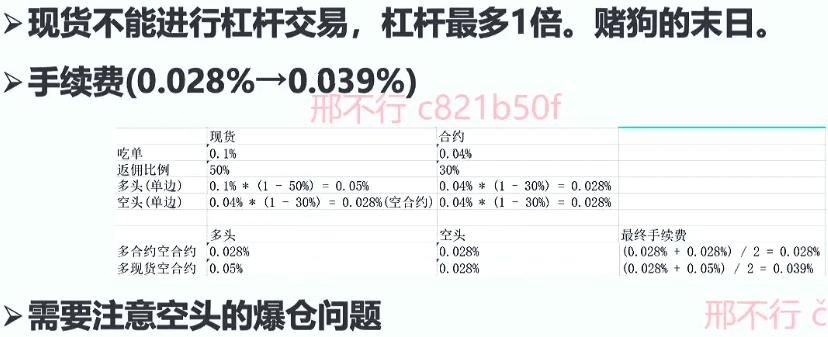 ➢现货不能进行杠杆交易，杠杆最多1倍。赌狗的末日。
➢手续费(0.028%→0.039%)
邢不行 c821b50f
现货 合约
吃单 0.1% 0.04%
返佣比例 50% 30%
多头(单边) 0.1% * (1 - 50%) = 0.05% 0.04% * (1 - 30%) = 0.028%
空头(单边) 0.04% * (1 - 30%) = 0.028%(空合约) 0.04% * (1 - 30%) = 0.028%
多头 空头 最终手续费
多合约空合约 0.028% 0.028% (0.028% + 0.028%) / 2 = 0.028%
多现货空合约 0.05% 0.028% (0.028% + 0.05%) / 2 = 0.039%
➢需要注意空头的爆仓问题
邢不行